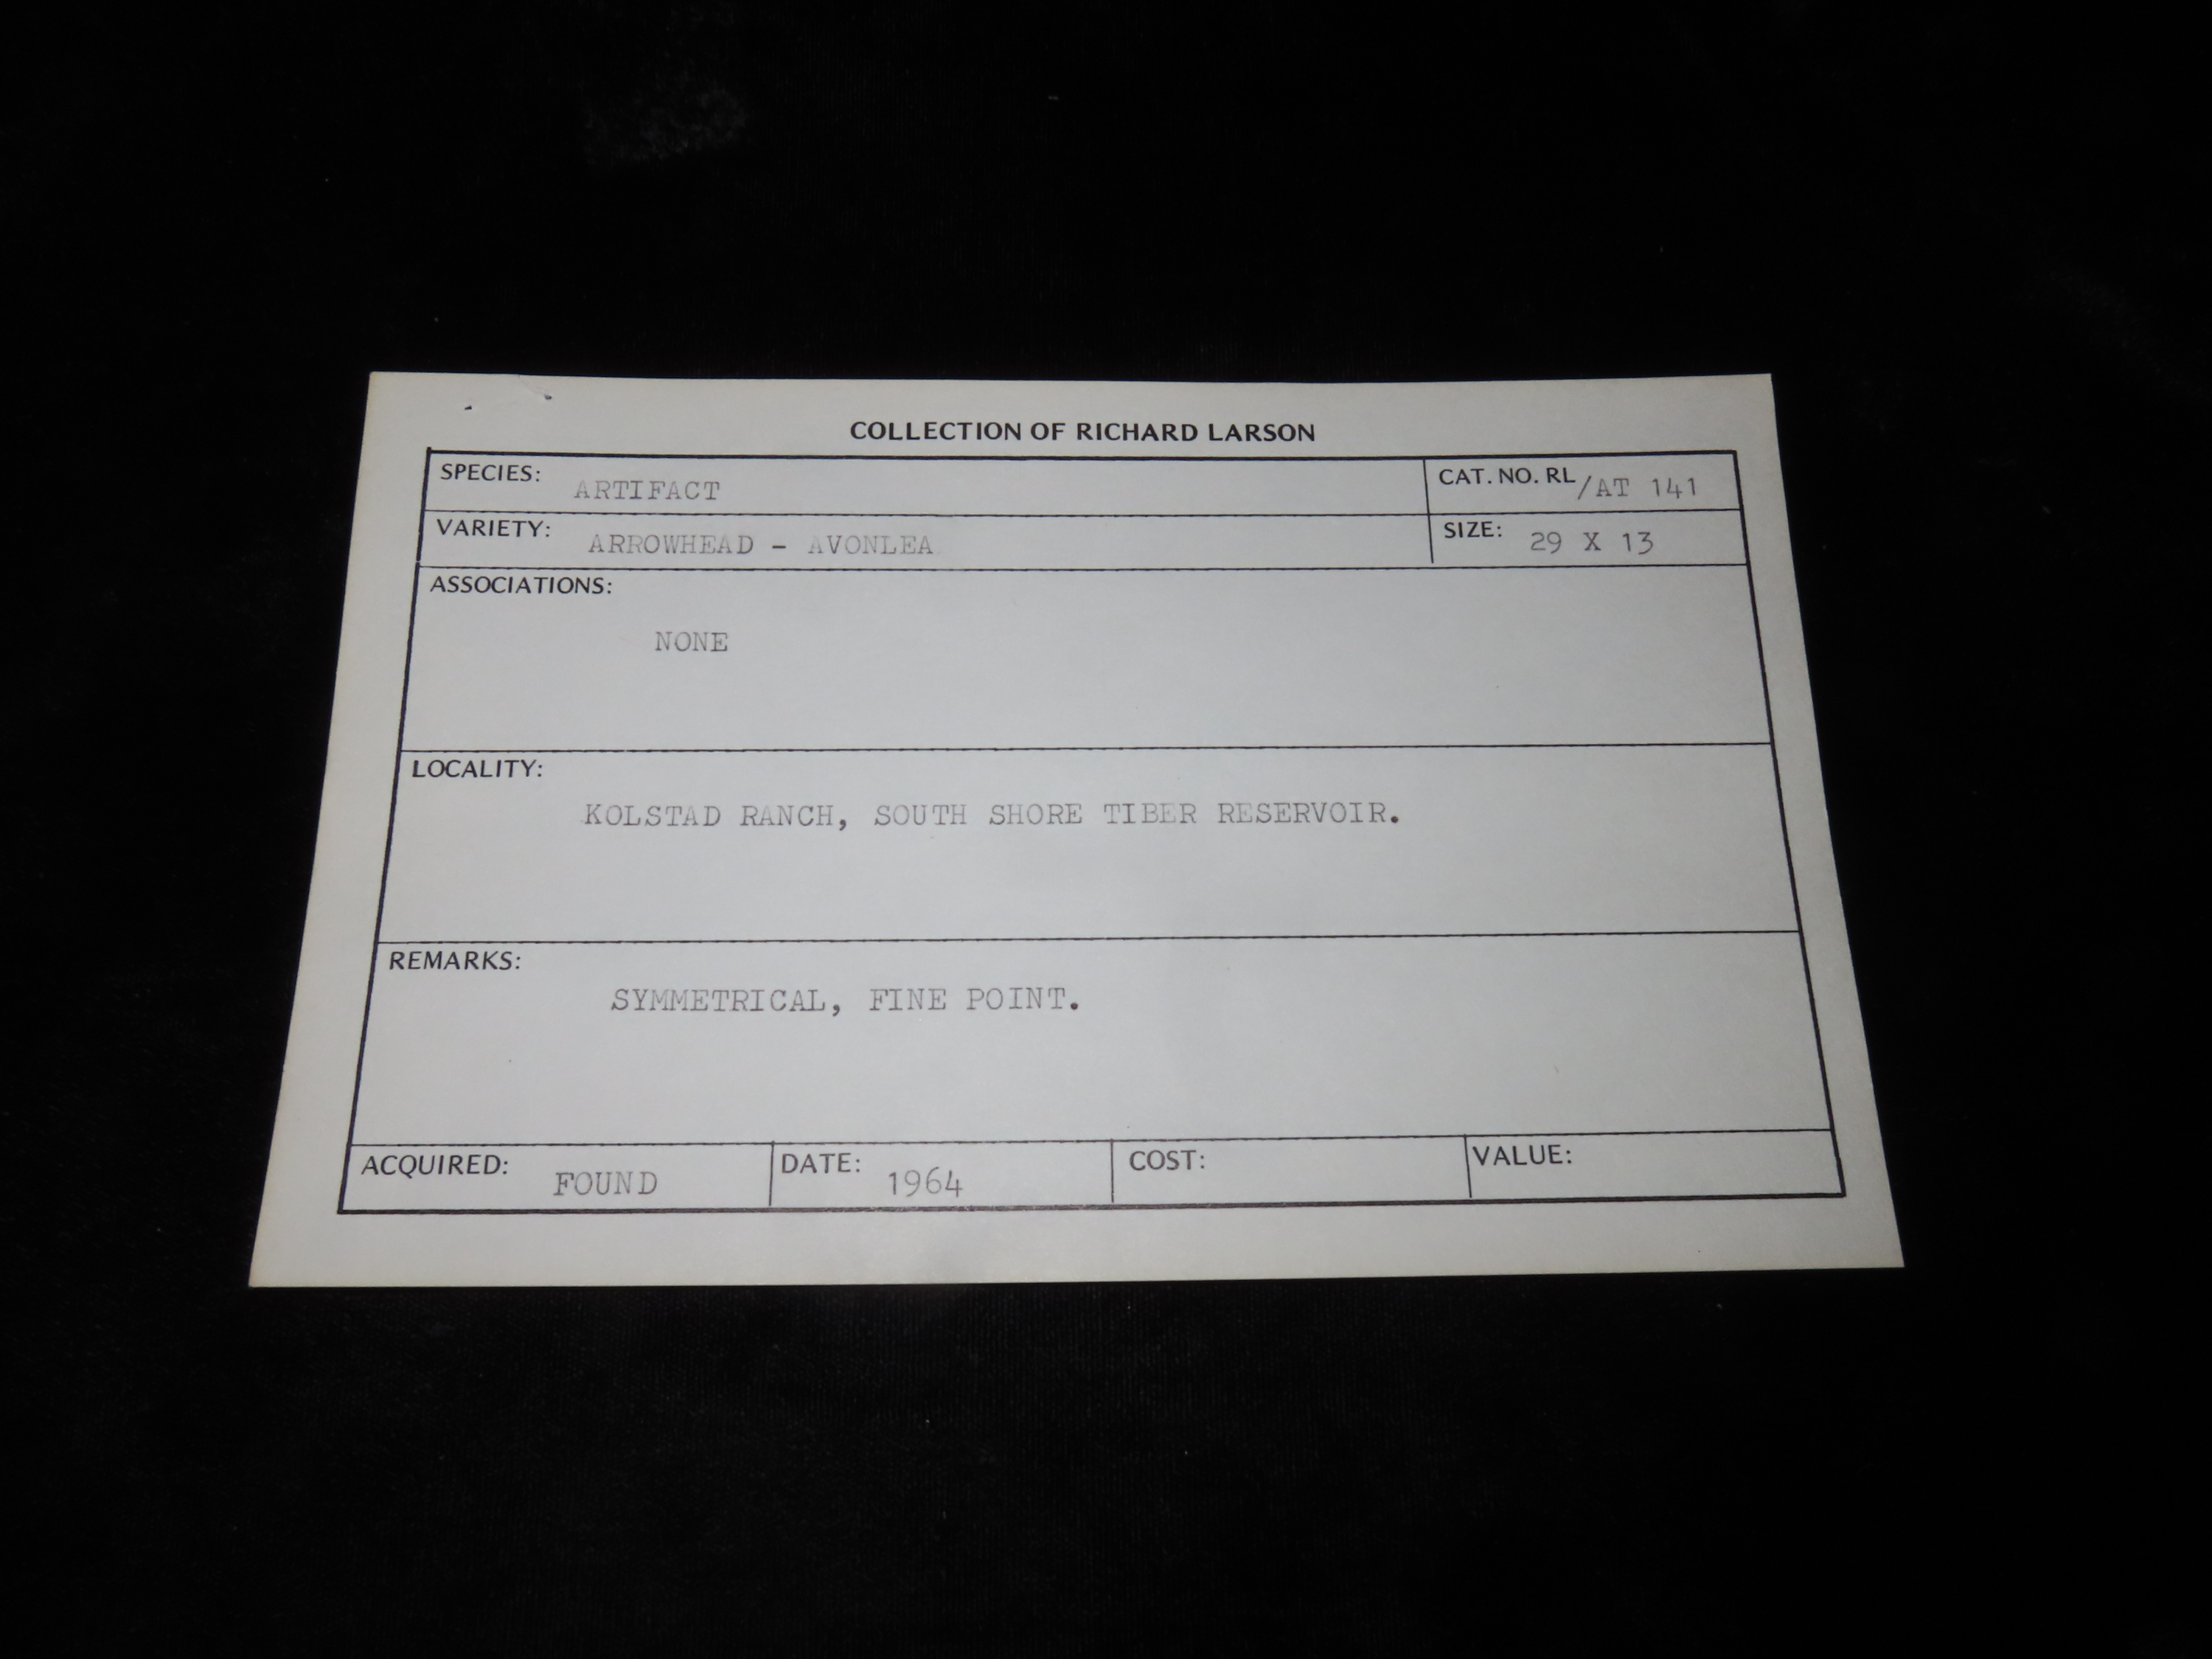 COLLECTION OF RICHARD LARSON
SPECIES: ARTIFACT
CAT. NO. RL/AT 141
VARIETY: ARROWHEAD - AVONLEA
SIZE: 29 X 13
ASSOCIATIONS:
NONE
LOCALITY:
KOLSTAD RANCH, SOUTH SHORE TIBER RESERVOIR.
REMARKS:
SYMMETRICAL, FINE POINT.
ACQUIRED: FOUND
DATE: 1964
COST:
VALUE: